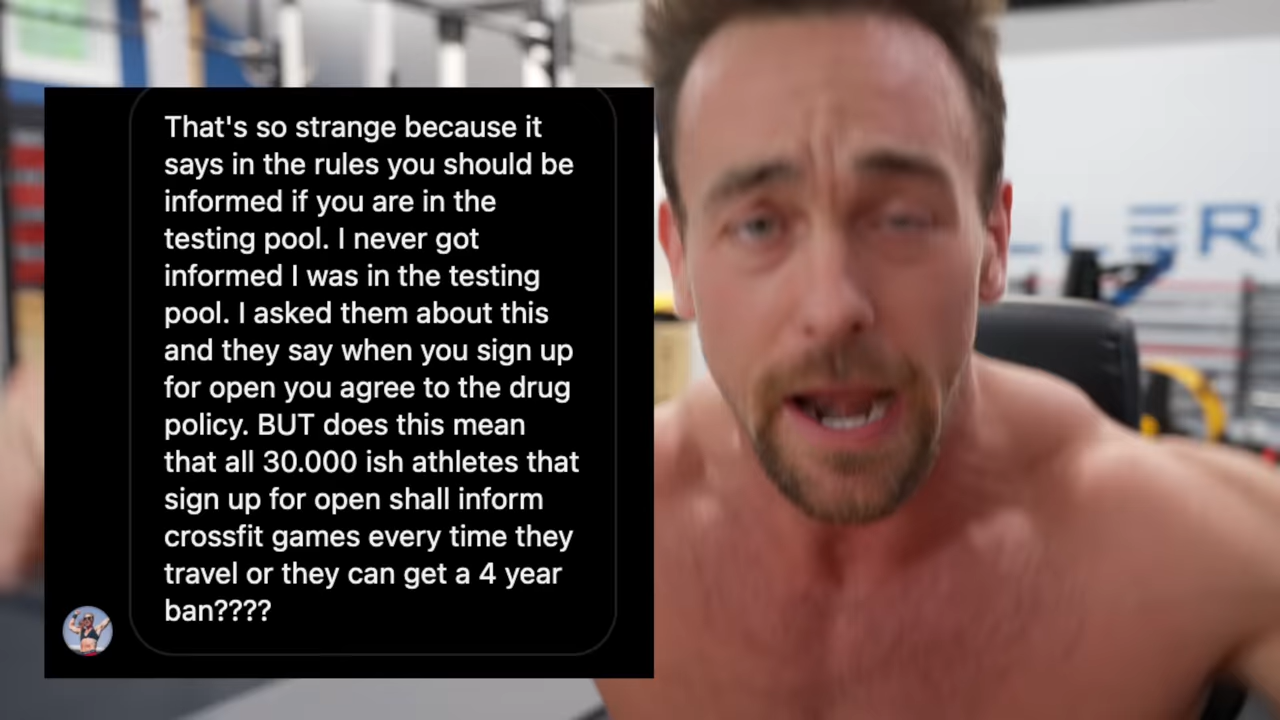 That's so strange because it
says in the rules you should be
informed if you are in the
testing pool. I never got
informed I was in the testing
pool. I asked them about this
and they say when you sign up
for open you agree to the drug
policy. BUT does this mean
that all 30.000 ish athletes that
sign up for open shall inform
crossfit games every time they
travel or they can get a 4 year
ban????
LLER